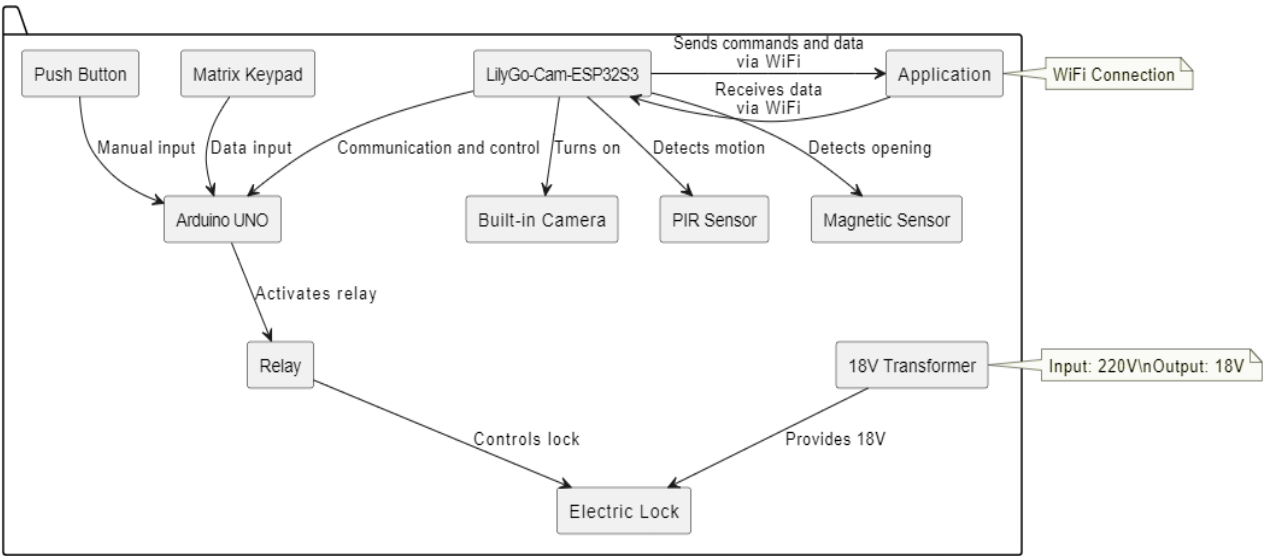 Push Button
Matrix Keypad
LilyGo-Cam-ESP32S3
Sends commands and data
via WiFi
Receives data
via WiFi
Application
WiFi Connection
Manual input
Data input
Communication and control
Turns on
Detects motion
Detects opening
Arduino UNO
Built-in Camera
PIR Sensor
Magnetic Sensor
Activates relay
Relay
18V Transformer
Input: 220V\nOutput: 18V
Controls lock
Provides 18V
Electric Lock